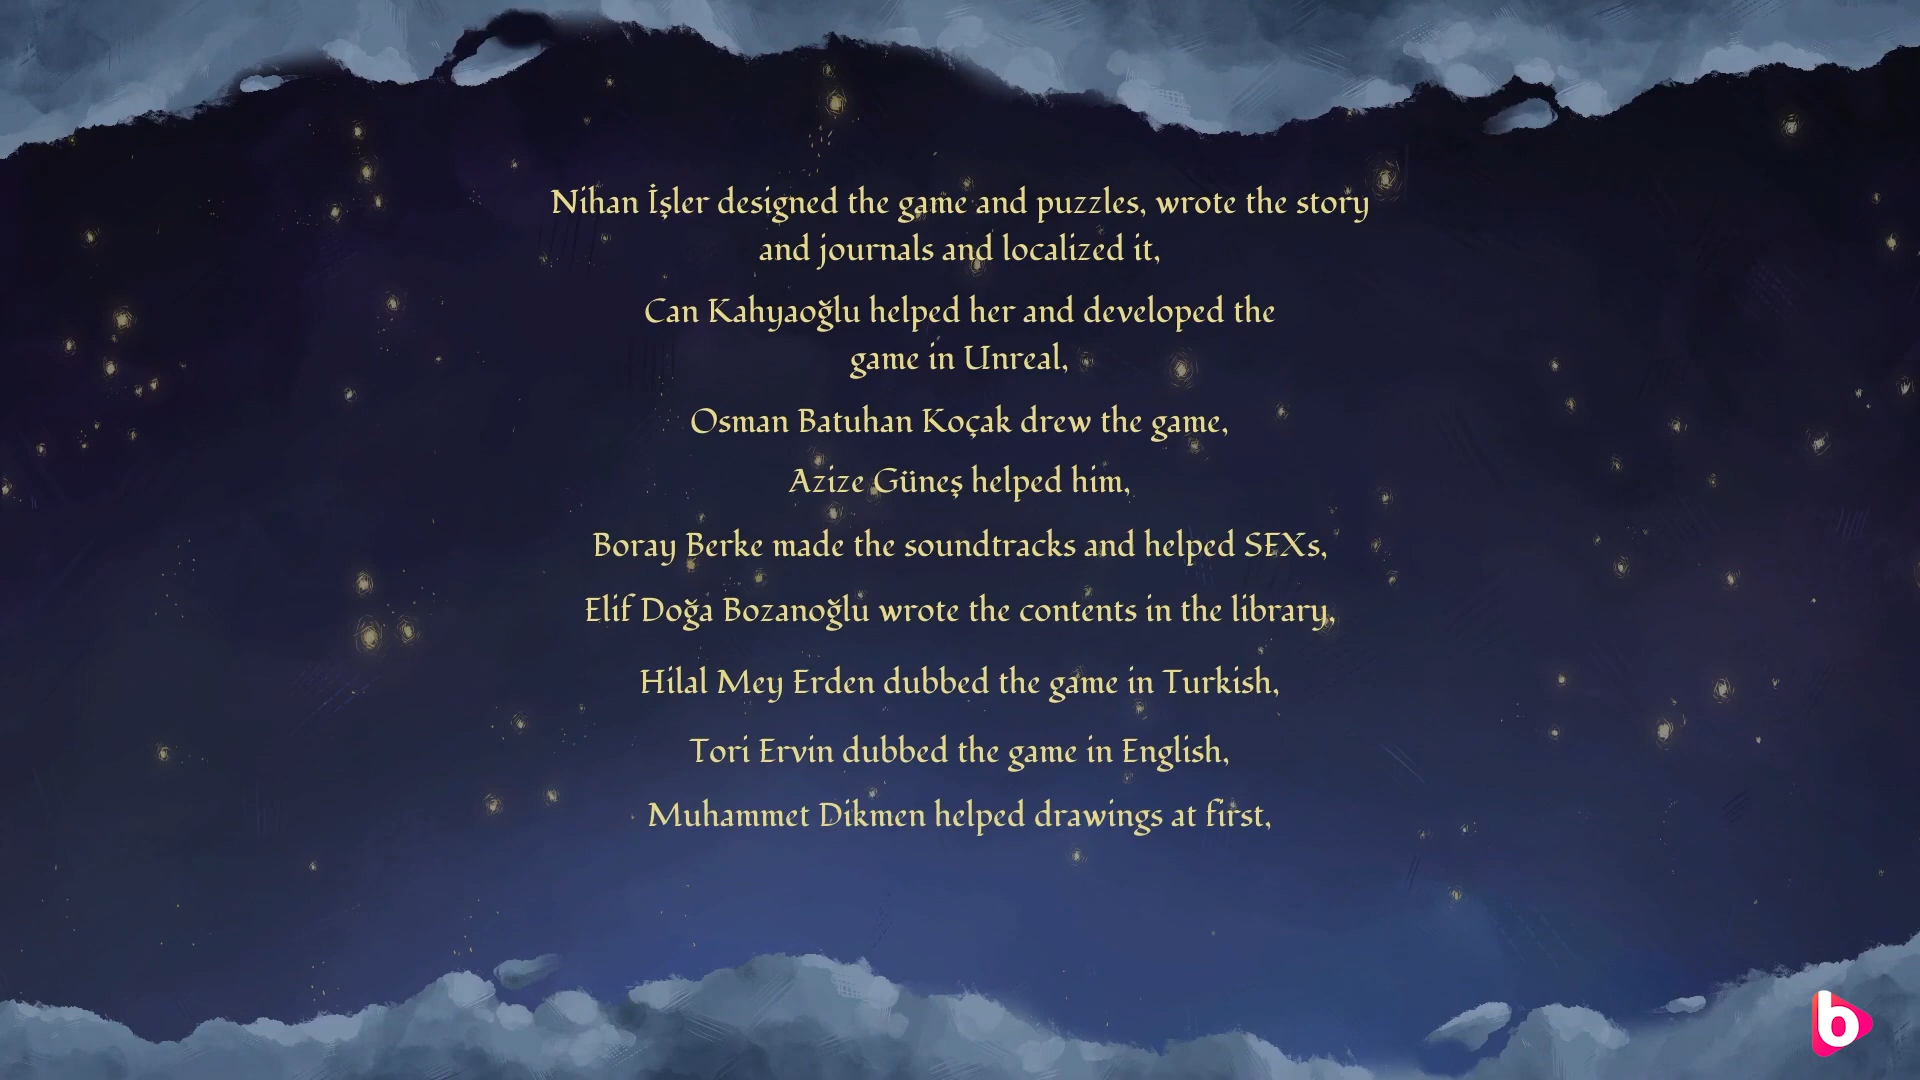 Nihan İşler designed the game and puzzles, wrote the story
and journals and localized it,
Can Kahyaoğlu helped her and developed the
game in Unreal,
Osman Batuhan Koçak drew the game,
Azize Güneş helped him,
Boray Berke made the soundtracks and helped SFXs,
Elif Doğa Bozanoğlu wrote the contents in the library,
Hilal Mey Erden dubbed the game in Turkish,
Tori Ervin dubbed the game in English,
Muhammet Dikmen helped drawings at first,
b